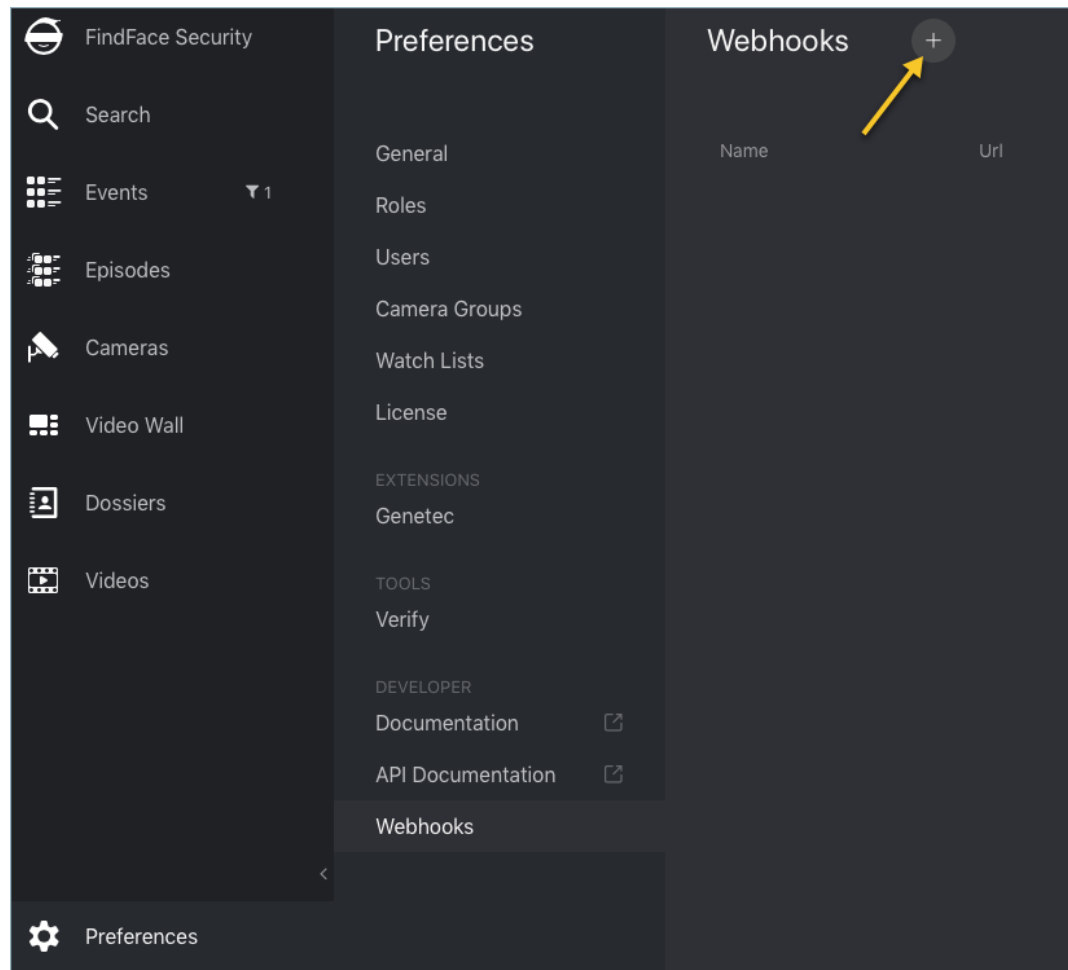 FindFace Security
Search
Events 1
Episodes
Cameras
Video Wall
Dossiers
Videos
Preferences
Preferences
General
Roles
Users
Camera Groups
Watch Lists
License
EXTENSIONS
Genetec
TOOLS
Verify
DEVELOPER
Documentation
API Documentation
Webhooks
Webhooks +
Name Url